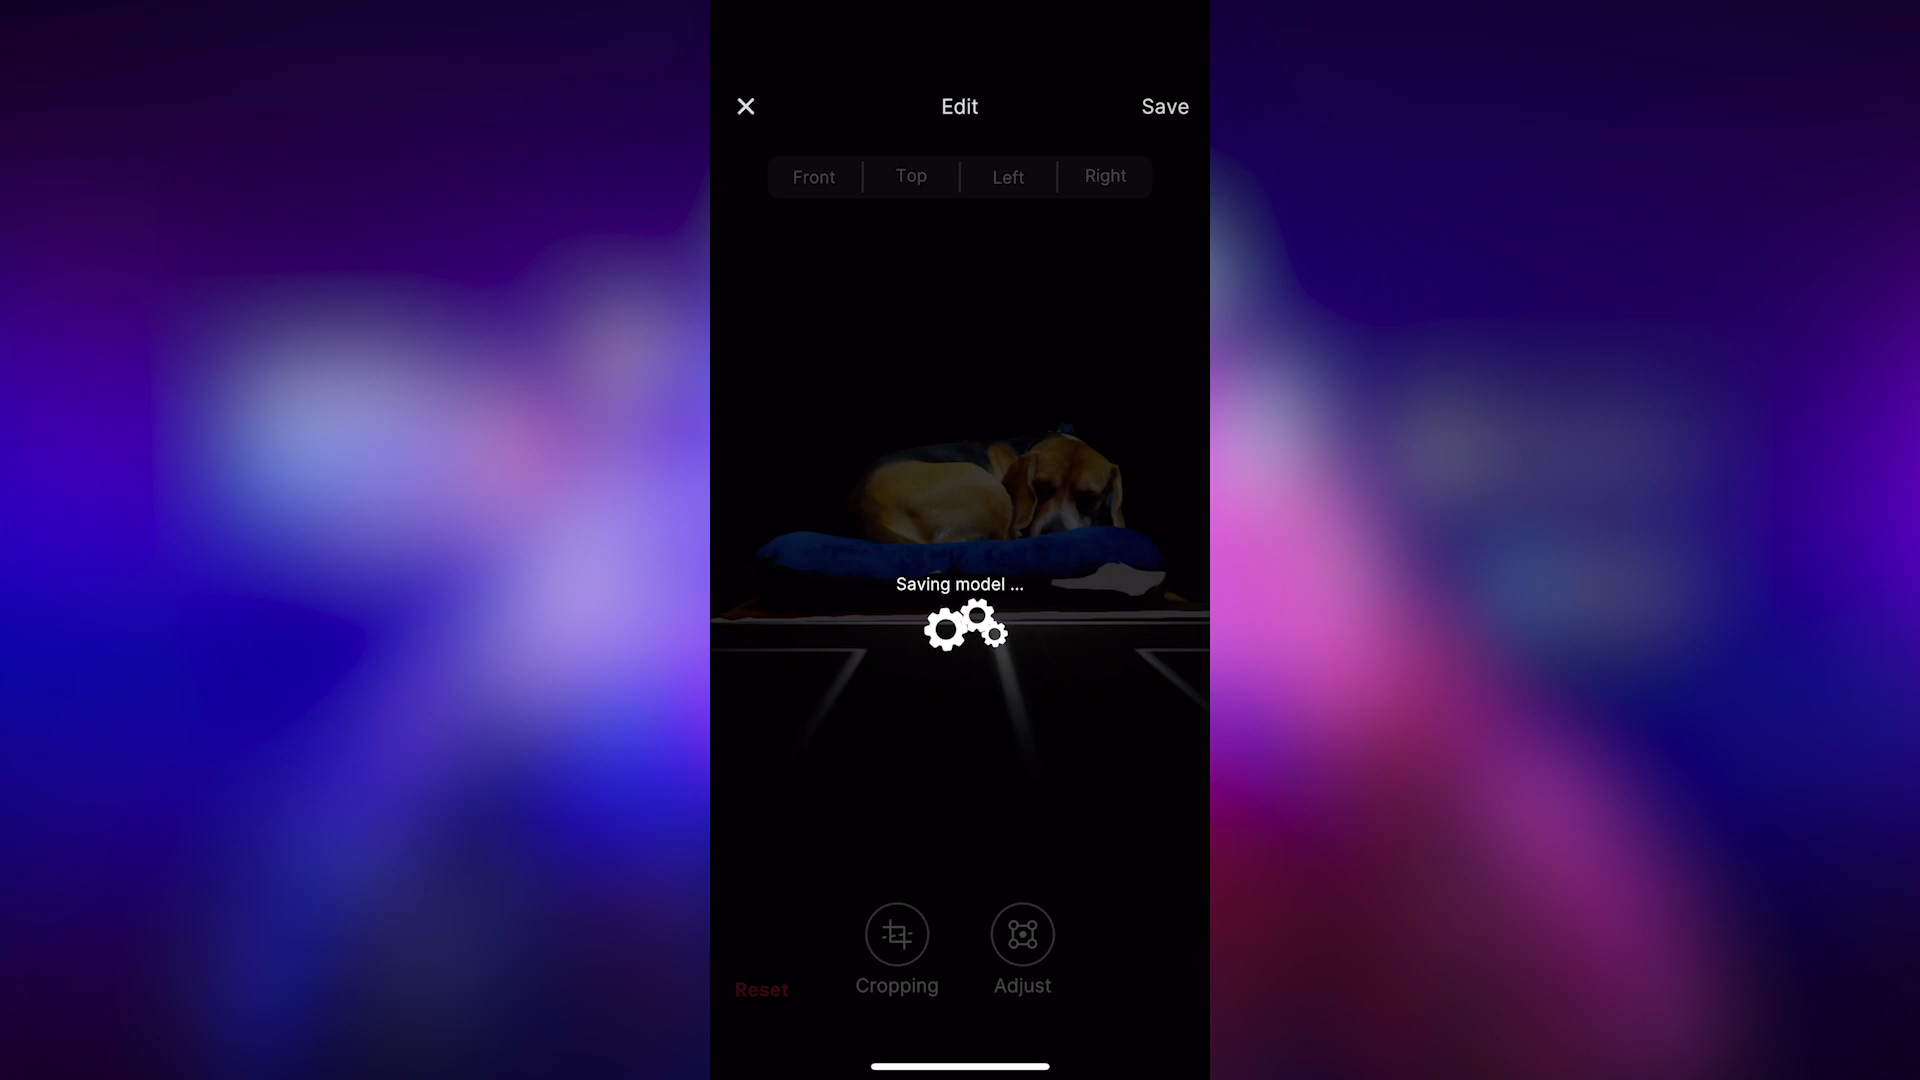 Edit
Save
Front
Top
Left
Right
Saving model ...
Reset
Cropping
Adjust